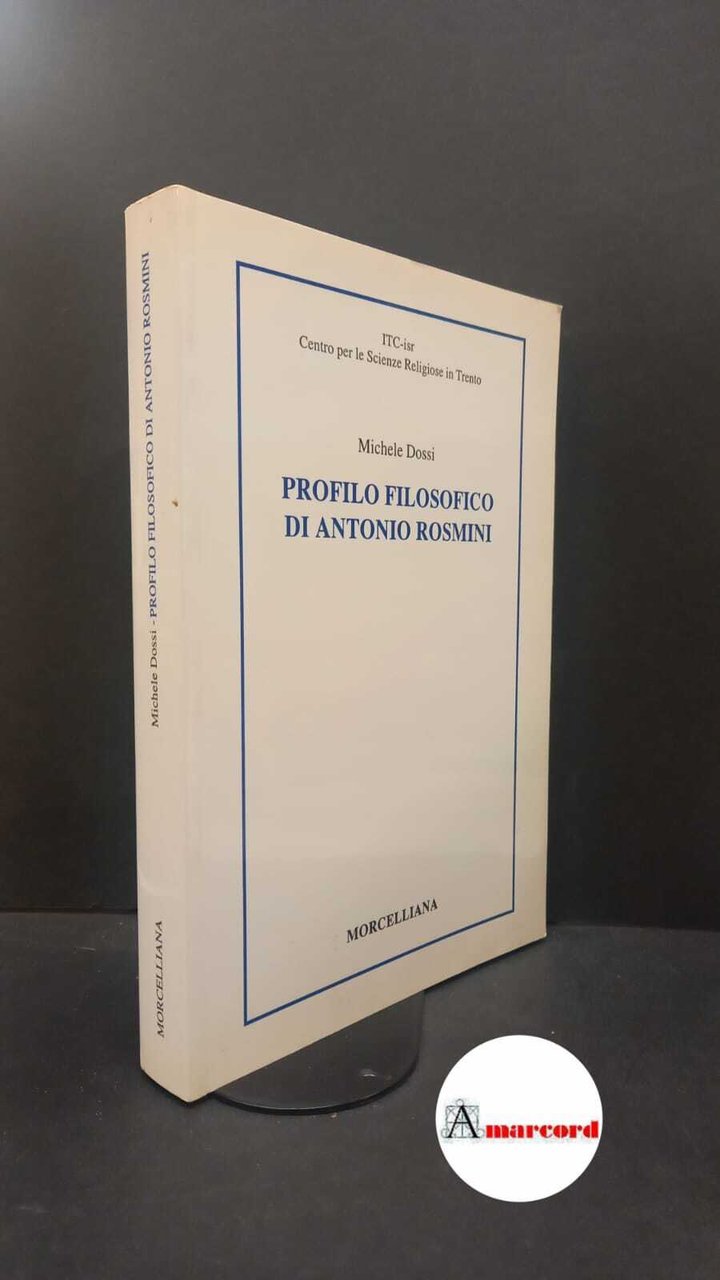 ITC-isr
Centro per le Scienze Religiose in Trento
Michele Dossi
PROFILO FILOSOFICO
DI ANTONIO ROSMINI
MORCELLIANA
Michele Dossi - PROFILO FILOSOFICO DI ANTONIO ROSMINI
MORCELLIANA
Amarcord